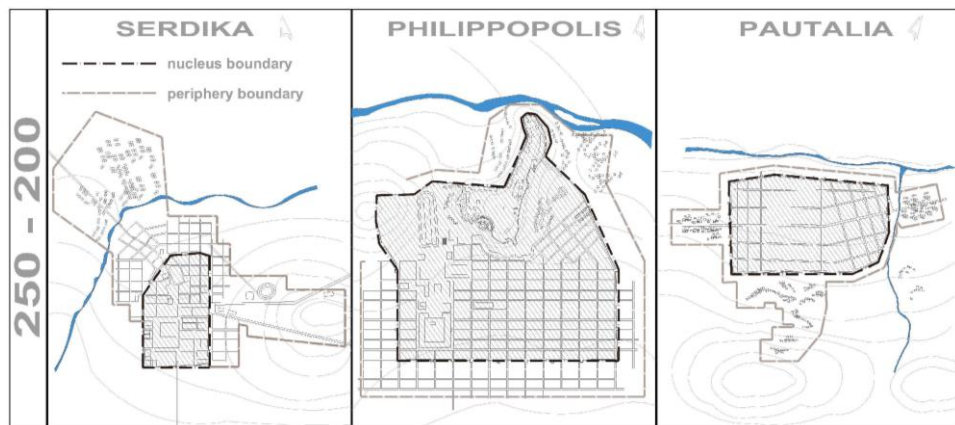 SERDIKA
PHILIPPOPOLIS
PAUTALIA
nucleus boundary
periphery boundary
250 - 200